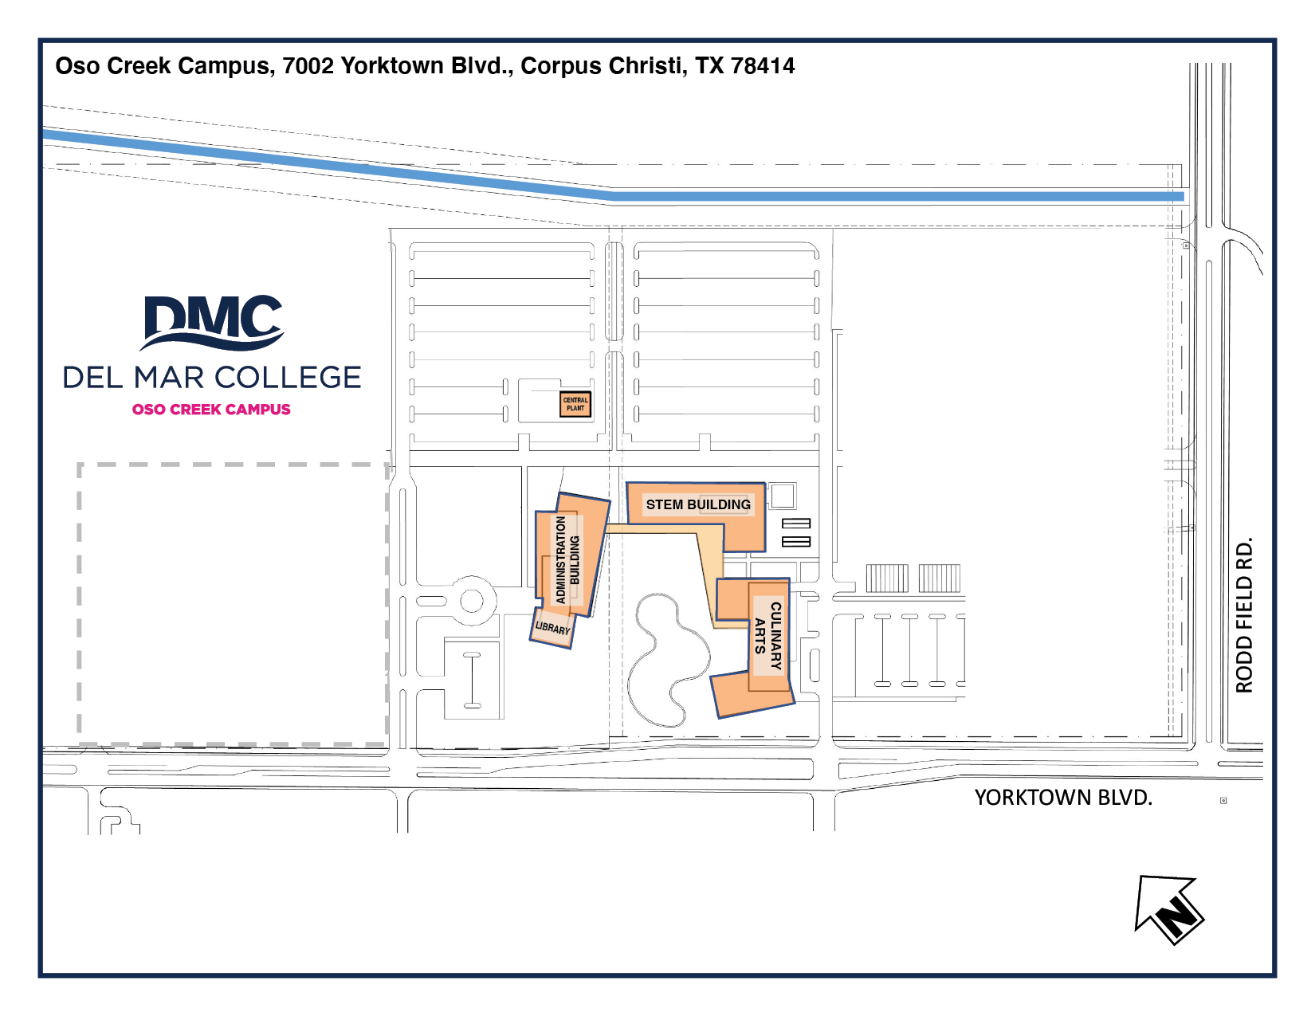 Oso Creek Campus, 7002 Yorktown Blvd., Corpus Christi, TX 78414
DMC
DEL MAR COLLEGE
OSO CREEK CAMPUS
CENTRAL
PLANT
STEM BUILDING
ADMINISTRATION
BUILDING
LIBRARY
CULINARY
ARTS
RODD FIELD RD.
YORKTOWN BLVD.
N